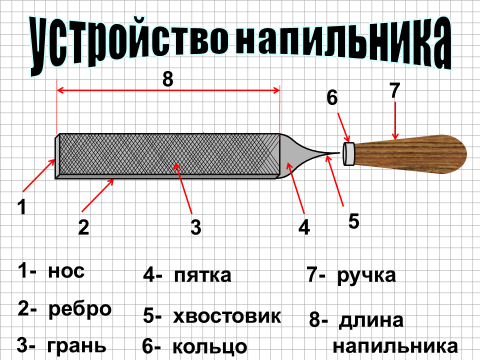 устройство напильника
8
6
7
1
2
3
4
5
1- нос
4- пятка
7- ручка
2- ребро
5- хвостовик
8- длина
напильника
3- грань
6- кольцо